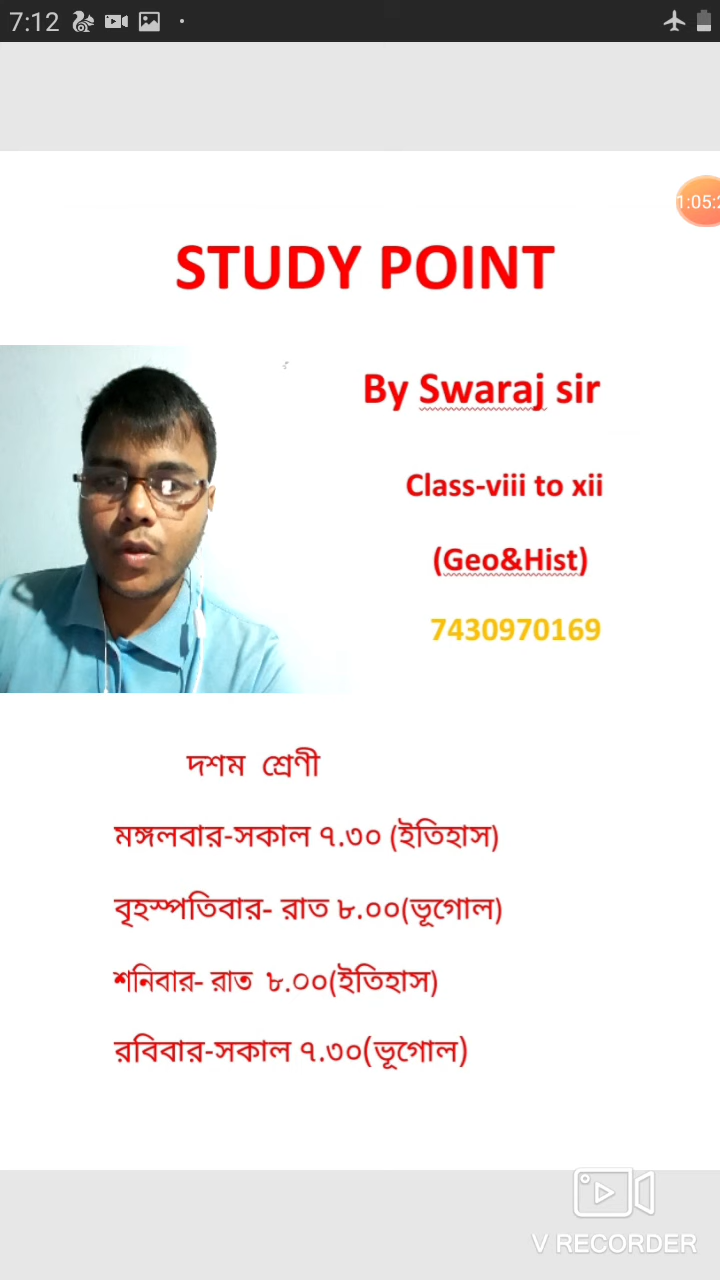 7:12
1:05:2
STUDY POINT
By Swaraj sir
Class-viii to xii
(Geo&Hist)
7430970169
দশম শ্রেণী
মঙ্গলবার-সকাল ৭.৩০ (ইতিহাস)
বৃহস্পতিবার- রাত ৮.০০(ভূগোল)
শনিবার- রাত ৮.০০(ইতিহাস)
রবিবার-সকাল ৭.৩০(ভূগোল)
V RECORDER